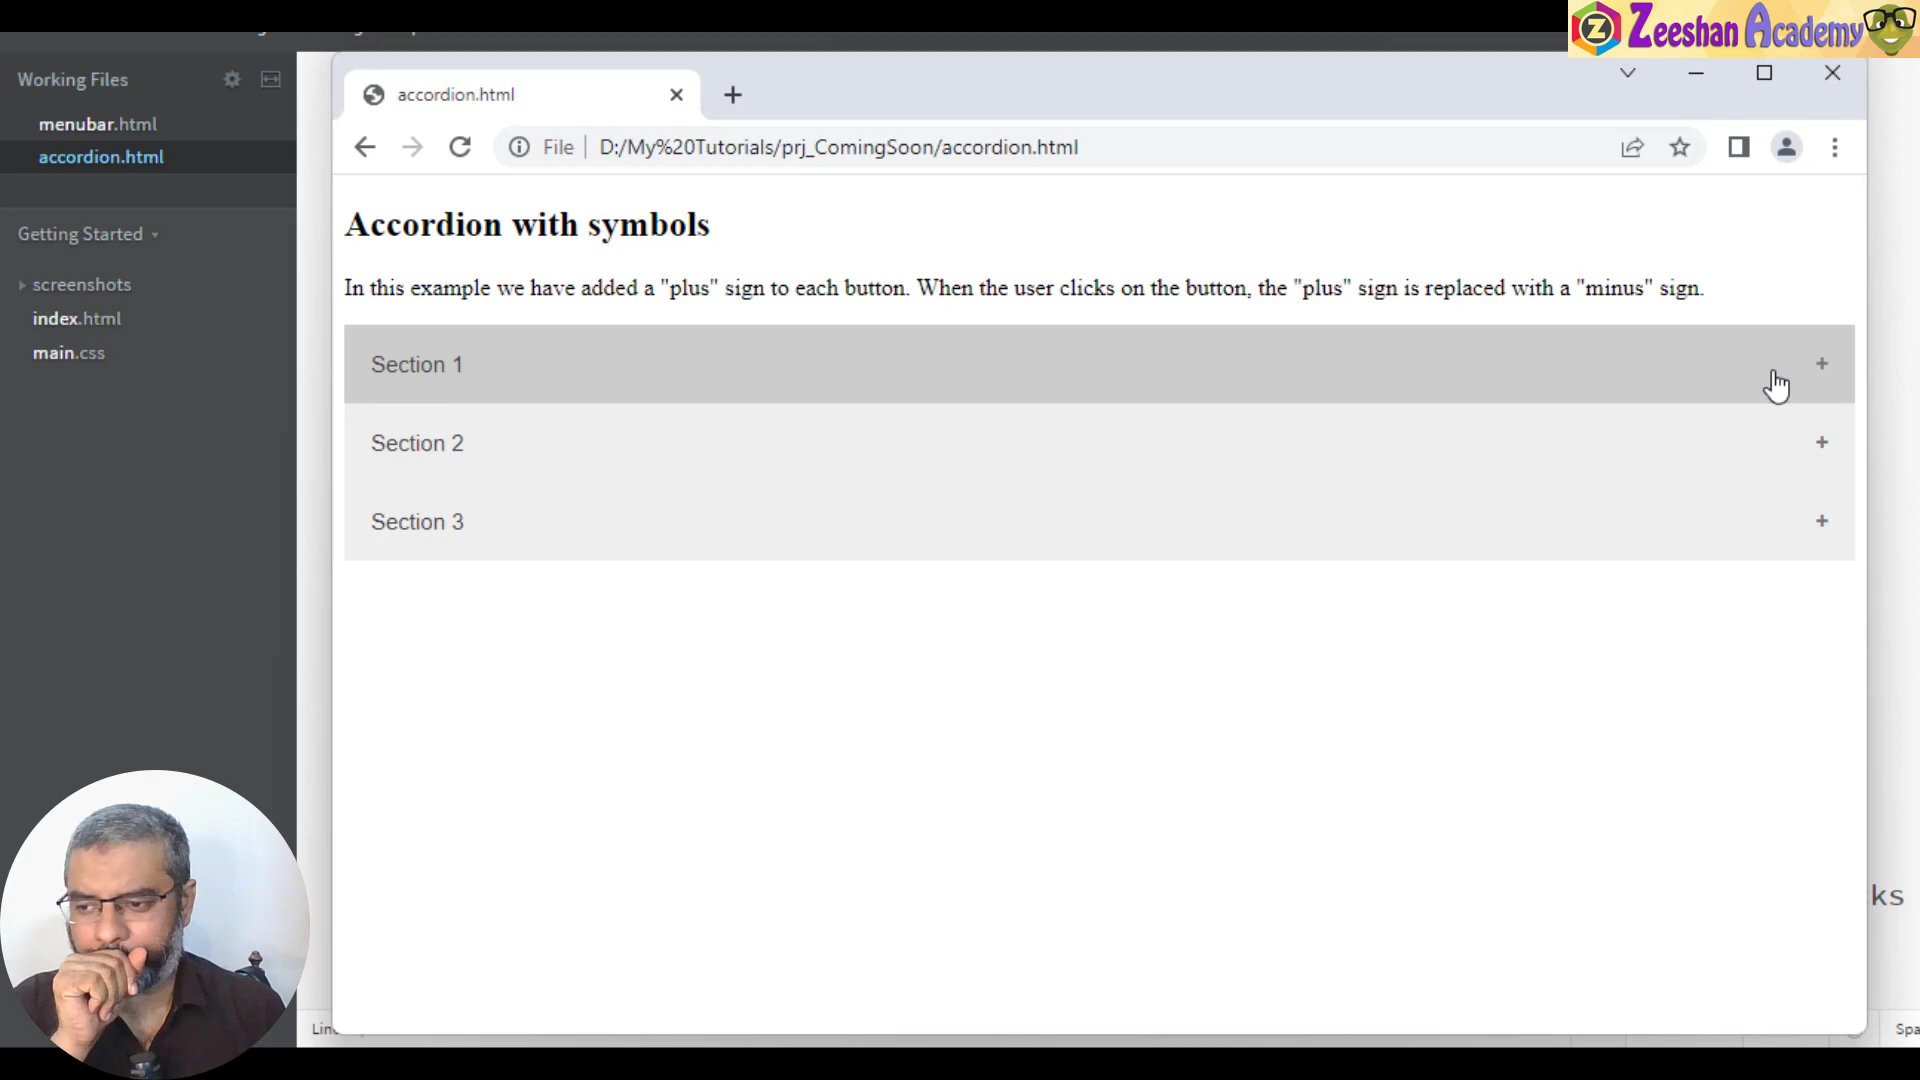 Zeeshan Academy
Working Files
menubar.html
accordion.html
Getting Started
screenshots
index.html
main.css
accordion.html
File
D:/My%20Tutorials/prj_ComingSoon/accordion.html
Accordion with symbols
In this example we have added a "plus" sign to each button. When the user clicks on the button, the "plus" sign is replaced with a "minus" sign.
Section 1 +
Section 2 +
Section 3 +
ks
Lin
Spa